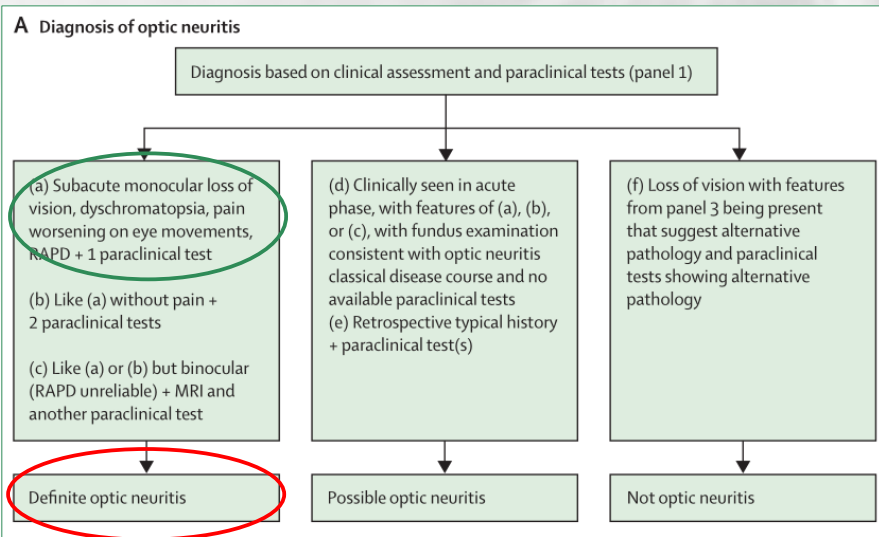 A Diagnosis of optic neuritis
Diagnosis based on clinical assessment and paraclinical tests (panel 1)
(a) Subacute monocular loss of
vision, dyschromatopsia, pain
worsening on eye movements,
RAPD + 1 paraclinical test
(b) Like (a) without pain +
2 paraclinical tests
(c) Like (a) or (b) but binocular
(RAPD unreliable) + MRI and
another paraclinical test
Definite optic neuritis
(d) Clinically seen in acute
phase, with features of (a), (b),
or (c), with fundus examination
consistent with optic neuritis
classical disease course and no
available paraclinical tests
(e) Retrospective typical history
+ paraclinical test(s)
Possible optic neuritis
(f) Loss of vision with features
from panel 3 being present
that suggest alternative
pathology and paraclinical
tests showing alternative
pathology
Not optic neuritis